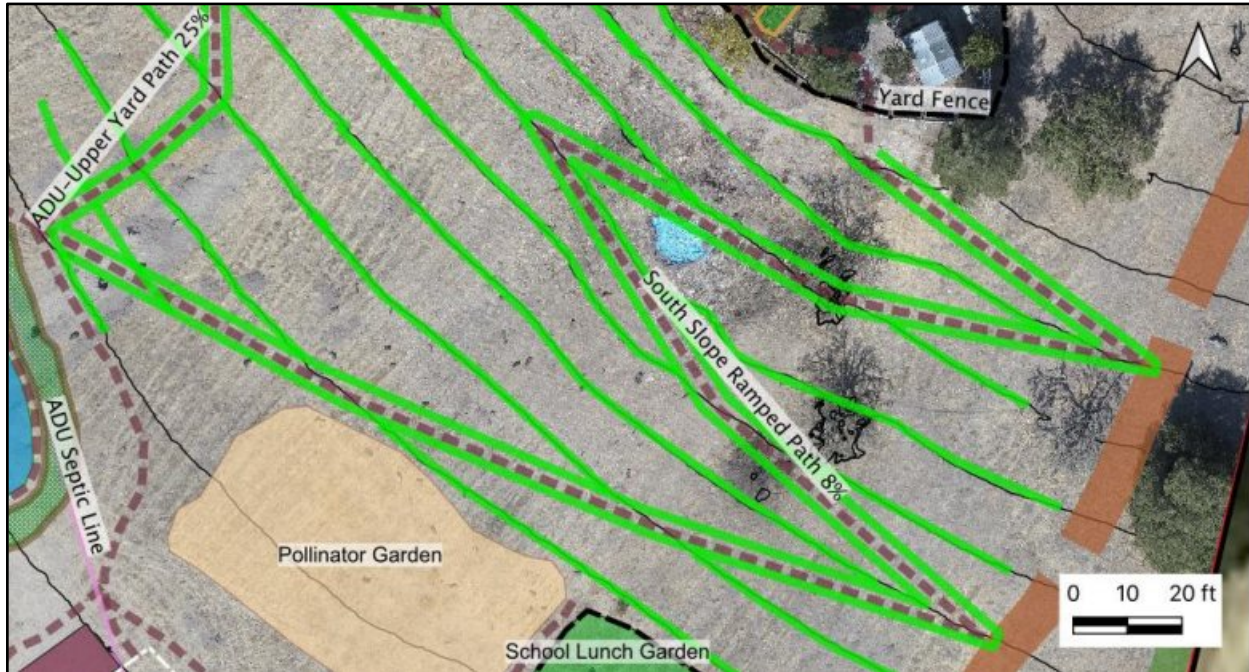 ADU-Upper Yard Path 25%
Yard Fence
South Slope Ramped Path 8%
ADU Septic Line
Pollinator Garden
School Lunch Garden
0 10 20 ft